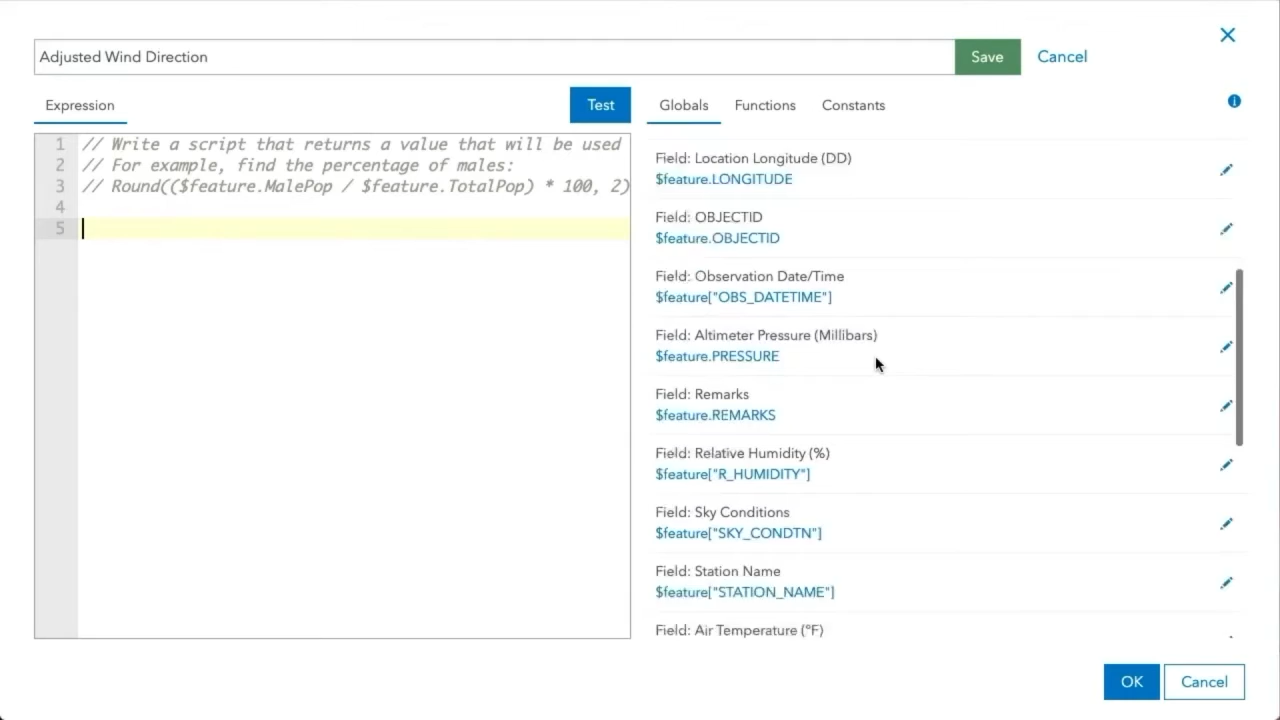 Adjusted Wind Direction
Save
Cancel
Expression
Test
Globals
Functions
Constants
1 // Write a script that returns a value that will be used
2 // For example, find the percentage of males:
3 // Round(($feature.MalePop / $feature.TotalPop) * 100, 2)
4
5
Field: Location Longitude (DD)
$feature.LONGITUDE
Field: OBJECTID
$feature.OBJECTID
Field: Observation Date/Time
$feature["OBS_DATETIME"]
Field: Altimeter Pressure (Millibars)
$feature.PRESSURE
Field: Remarks
$feature.REMARKS
Field: Relative Humidity (%)
$feature["R_HUMIDITY"]
Field: Sky Conditions
$feature["SKY_CONDTN"]
Field: Station Name
$feature["STATION_NAME"]
Field: Air Temperature (°F)
OK
Cancel